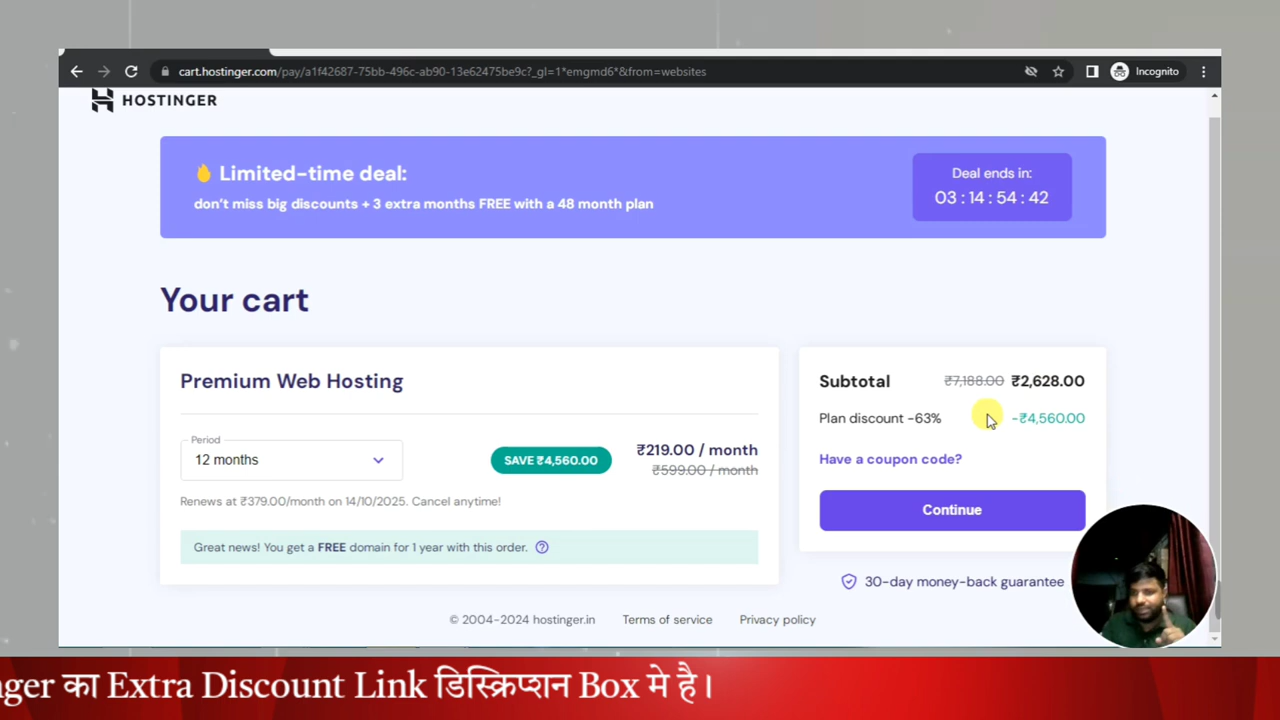 cart.hostinger.com/pay/a1f42687-75bb-496c-ab90-13e62475be9c?_gl=1*emgmd6*&from=websites
Incognito
HOSTINGER
Limited-time deal:
don't miss big discounts + 3 extra months FREE with a 48 month plan
Deal ends in:
03 : 14 : 54 : 42
Your cart
Premium Web Hosting
Period
12 months
SAVE ₹4,560.00
₹219.00 / month
₹599.00 / month
Renews at ₹379.00/month on 14/10/2025. Cancel anytime!
Great news! You get a FREE domain for 1 year with this order.
Subtotal ₹7,188.00 ₹2,628.00
Plan discount -63% -₹4,560.00
Have a coupon code?
Continue
30-day money-back guarantee
© 2004-2024 hostinger.in Terms of service Privacy policy
nger का Extra Discount Link डिस्क्रिप्शन Box मे है।